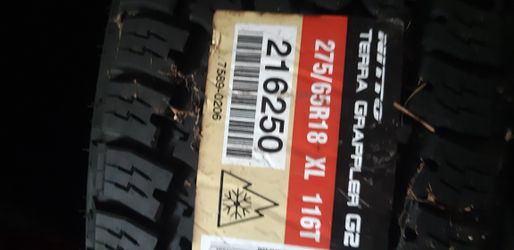 NITTO
TERRA GRAPPLER G2
275/65R18 XL 116T
216250
7589-0206